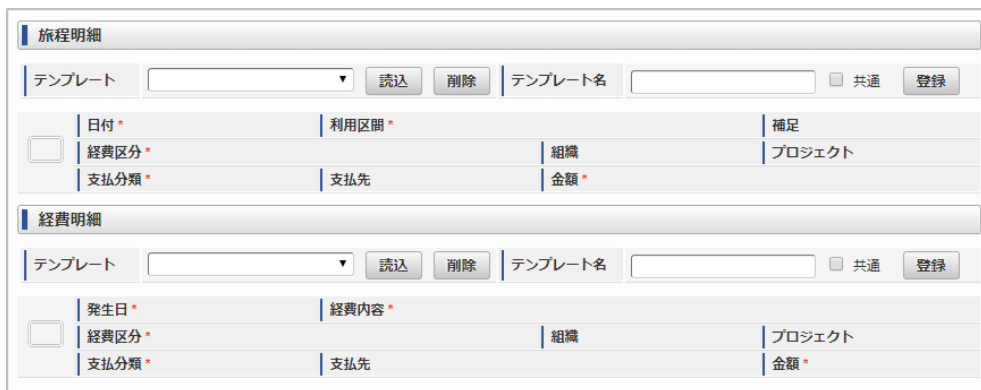 旅程明細
テンプレート 読込 削除 テンプレート名 共通 登録
日付* 利用区間* 補足
経費区分* 組織 プロジェクト
支払分類* 支払先 金額*
経費明細
テンプレート 読込 削除 テンプレート名 共通 登録
発生日* 経費内容*
経費区分* 組織 プロジェクト
支払分類* 支払先 金額*